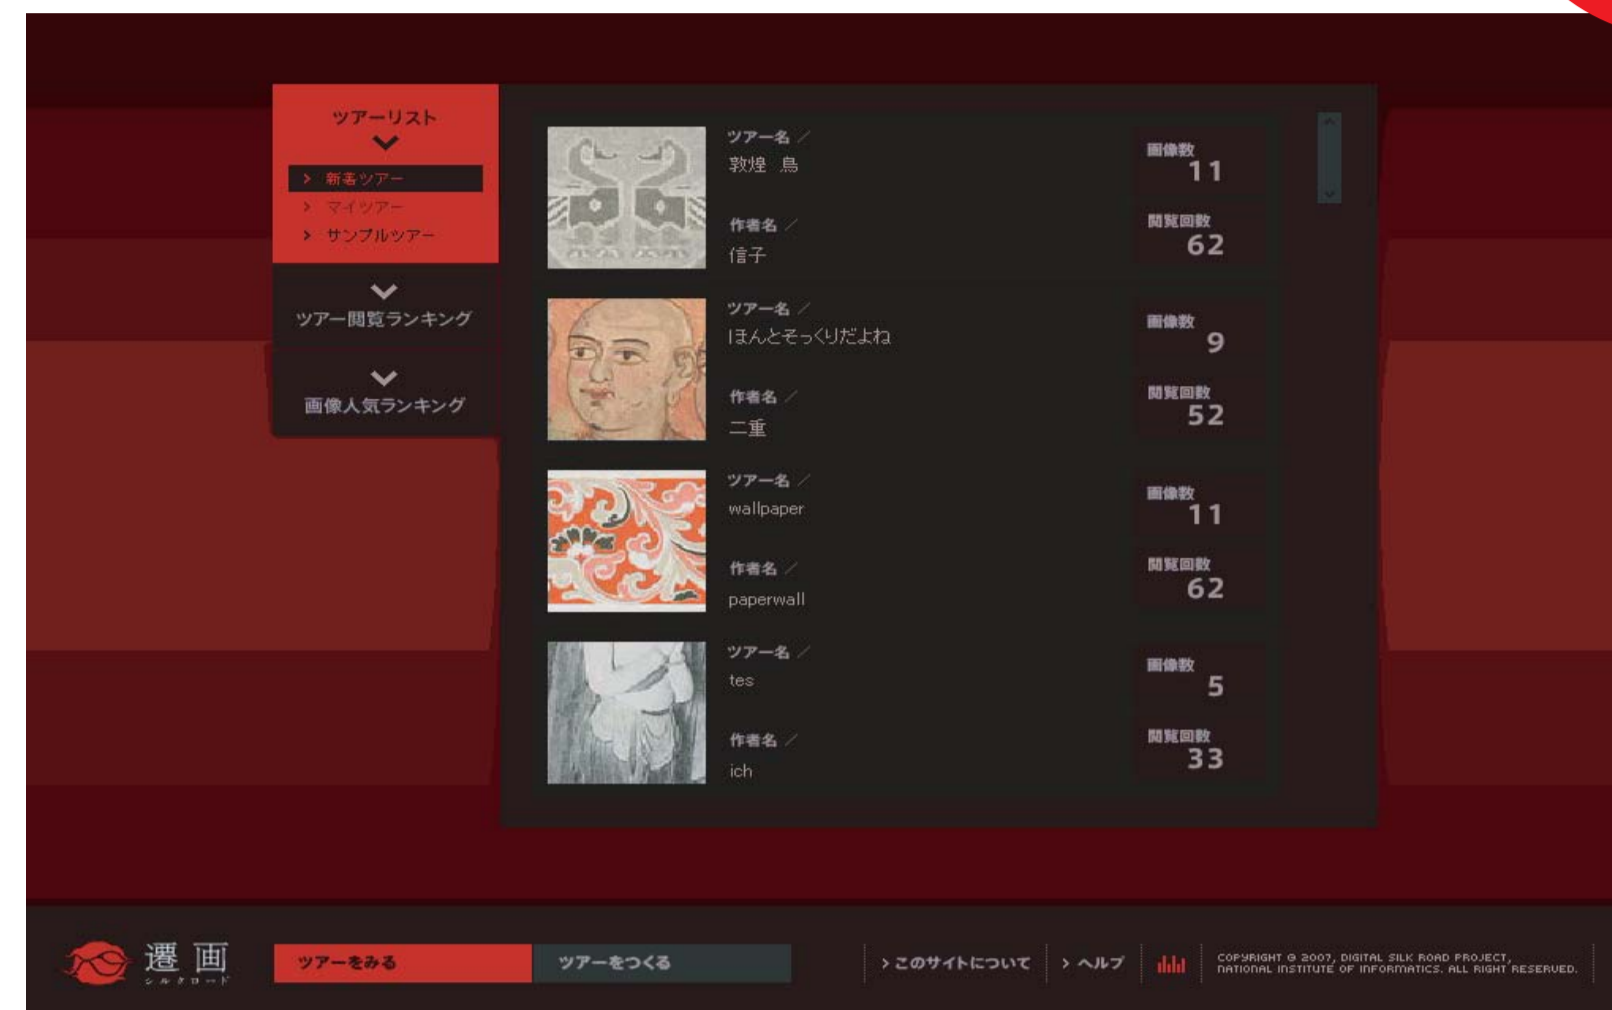 ツアーリスト
> 新着ツアー
> マイツアー
> サンプルツアー
ツアー閲覧ランキング
画像人気ランキング
ツアー名 /
敦煌 鳥
作者名 /
信子
画像数
11
閲覧回数
62
ツアー名 /
ほんとそっくりだよね
作者名 /
二重
画像数
9
閲覧回数
52
ツアー名 /
wallpaper
作者名 /
paperwall
画像数
11
閲覧回数
62
ツアー名 /
tes
作者名 /
ich
画像数
5
閲覧回数
33
遷画
シルクロード
ツアーをみる
ツアーをつくる
> このサイトについて
> ヘルプ
COPYRIGHT © 2007, DIGITAL SILK ROAD PROJECT,
NATIONAL INSTITUTE OF INFORMATICS. ALL RIGHT RESERVED.